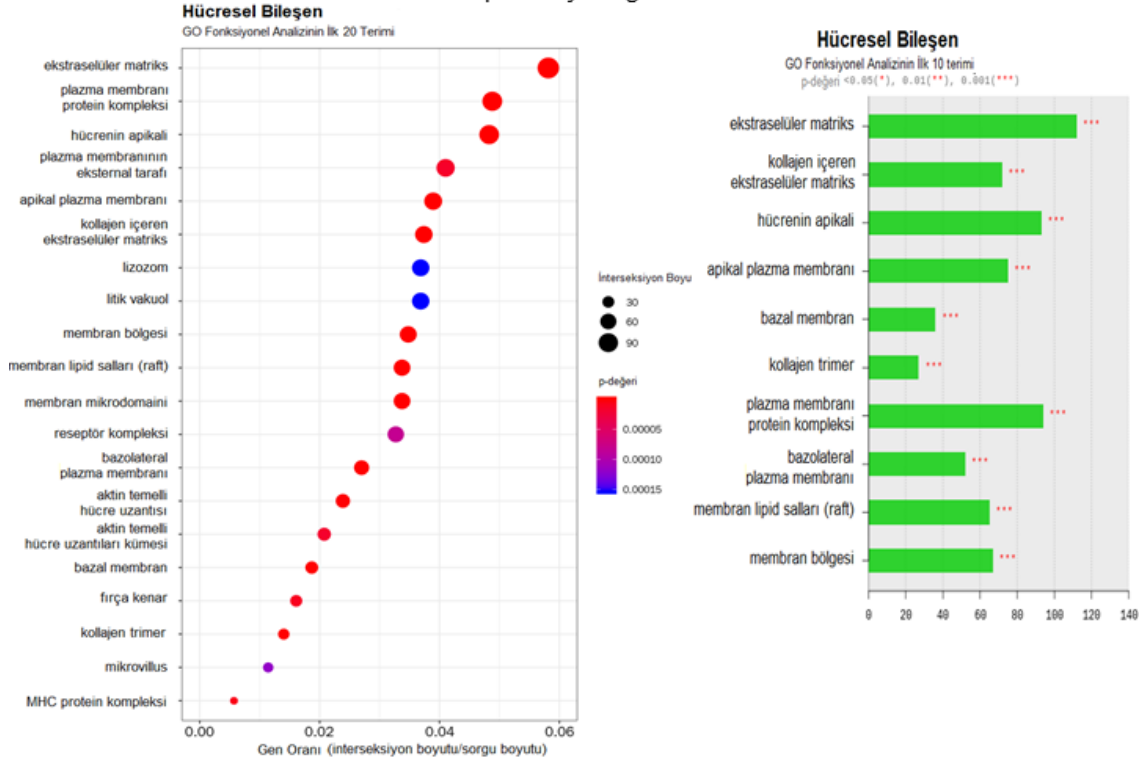 Hücresel Bileşen
GO Fonksiyonel Analizinin İlk 20 Terimi
ekstraselüler matriks
plazma membranı
protein kompleksi
hücrenin apikali
plazma membranının
eksternal tarafı
apikal plazma membranı
kollajen içeren
ekstraselüler matriks
lizozom
litik vakuol
membran bölgesi
membran lipid salları (raft)
membran mikrodomaini
reseptör kompleksi
bazolateral
plazma membranı
aktin temelli
hücre uzantısı
aktin temelli
hücre uzantıları kümesi
bazal membran
fırça kenar
kollajen trimer
mikrovillus
MHC protein kompleksi
0.00 0.02 0.04 0.06
Gen Oranı (interseksiyon boyutu/sorgu boyutu)
İnterseksiyon Boyu
30
60
90
p-değeri
0.00005
0.00010
0.00015
Hücresel Bileşen
GO Fonksiyonel Analizinin İlk 10 terimi
p-değeri <0.05(*), 0.01(**), 0.001(***)
ekstraselüler matriks ***
kollajen içeren
ekstraselüler matriks ***
hücrenin apikali ***
apikal plazma membranı ***
bazal membran ***
kollajen trimer ***
plazma membranı
protein kompleksi ***
bazolateral
plazma membranı ***
membran lipid salları (raft) ***
membran bölgesi ***
0 20 40 60 80 100 120 140